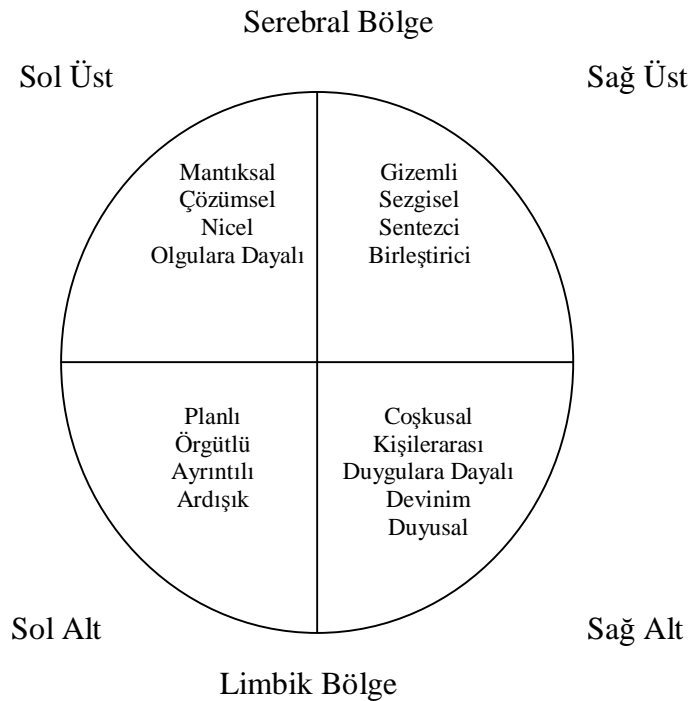 Serebral Bölge
Sol Üst
Sağ Üst
Mantıksal
Çözümsel
Nicel
Olgulara Dayalı
Gizemli
Sezgisel
Sentezci
Birleştirici
Planlı
Örgütlü
Ayrıntılı
Ardışık
Coşkusal
Kişilerarası
Duygulara Dayalı
Devinim
Duyusal
Sol Alt
Sağ Alt
Limbik Bölge